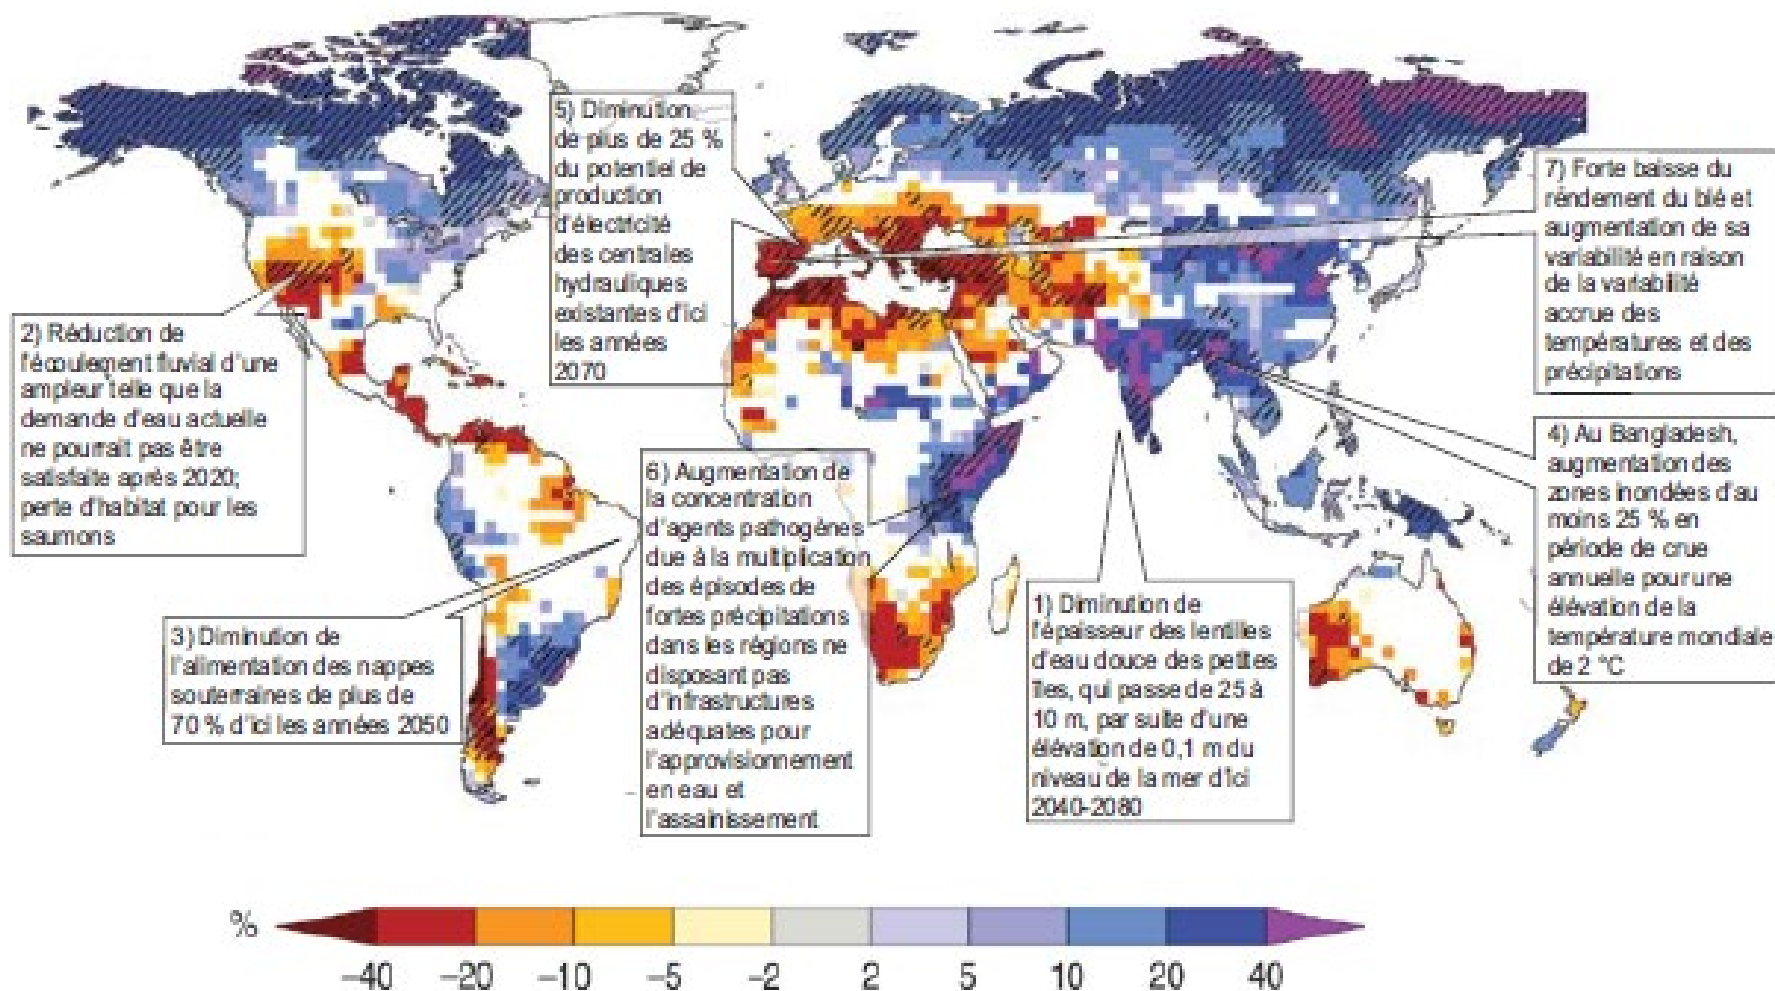 5) Diminution
de plus de 25 %
du potentiel de
production
d'électricité
des centrales
hydrauliques
existantes d'ici
les années
2070
7) Forte baisse du
réndement du blé et
augmentation de sa
variabilité en raison
de la variabilité
accrue des
températures et des
précipitations
2) Réduction de
l'écoulement fluvial d'une
ampleur telle que la
demande d'eau actuelle
ne pourrait pas être
satisfaite après 2020;
perte d'habitat pour les
saumons
4) Au Bangladesh,
augmentation des
zones inondées d'au
moins 25 % en
période de crue
annuelle pour une
élévation de la
température mondiale
de 2 °C
6) Augmentation de
la concentration
d'agents pathogènes
due à la multiplication
des épisodes de
fortes précipitations
dans les régions ne
disposant pas
d'infrastructures
adéquates pour
l'approvisionnement
en eau et
l'assainissement
3) Diminution de
l'alimentation des nappes
souterraines de plus de
70 % d'ici les années 2050
1) Diminution de
l'épaisseur des lentilles
d'eau douce des petites
îles, qui passe de 25 à
10 m, par suite d'une
élévation de 0,1 m du
niveau de la mer d'ici
2040-2080
%
-40 -20 -10 -5 -2 2 5 10 20 40